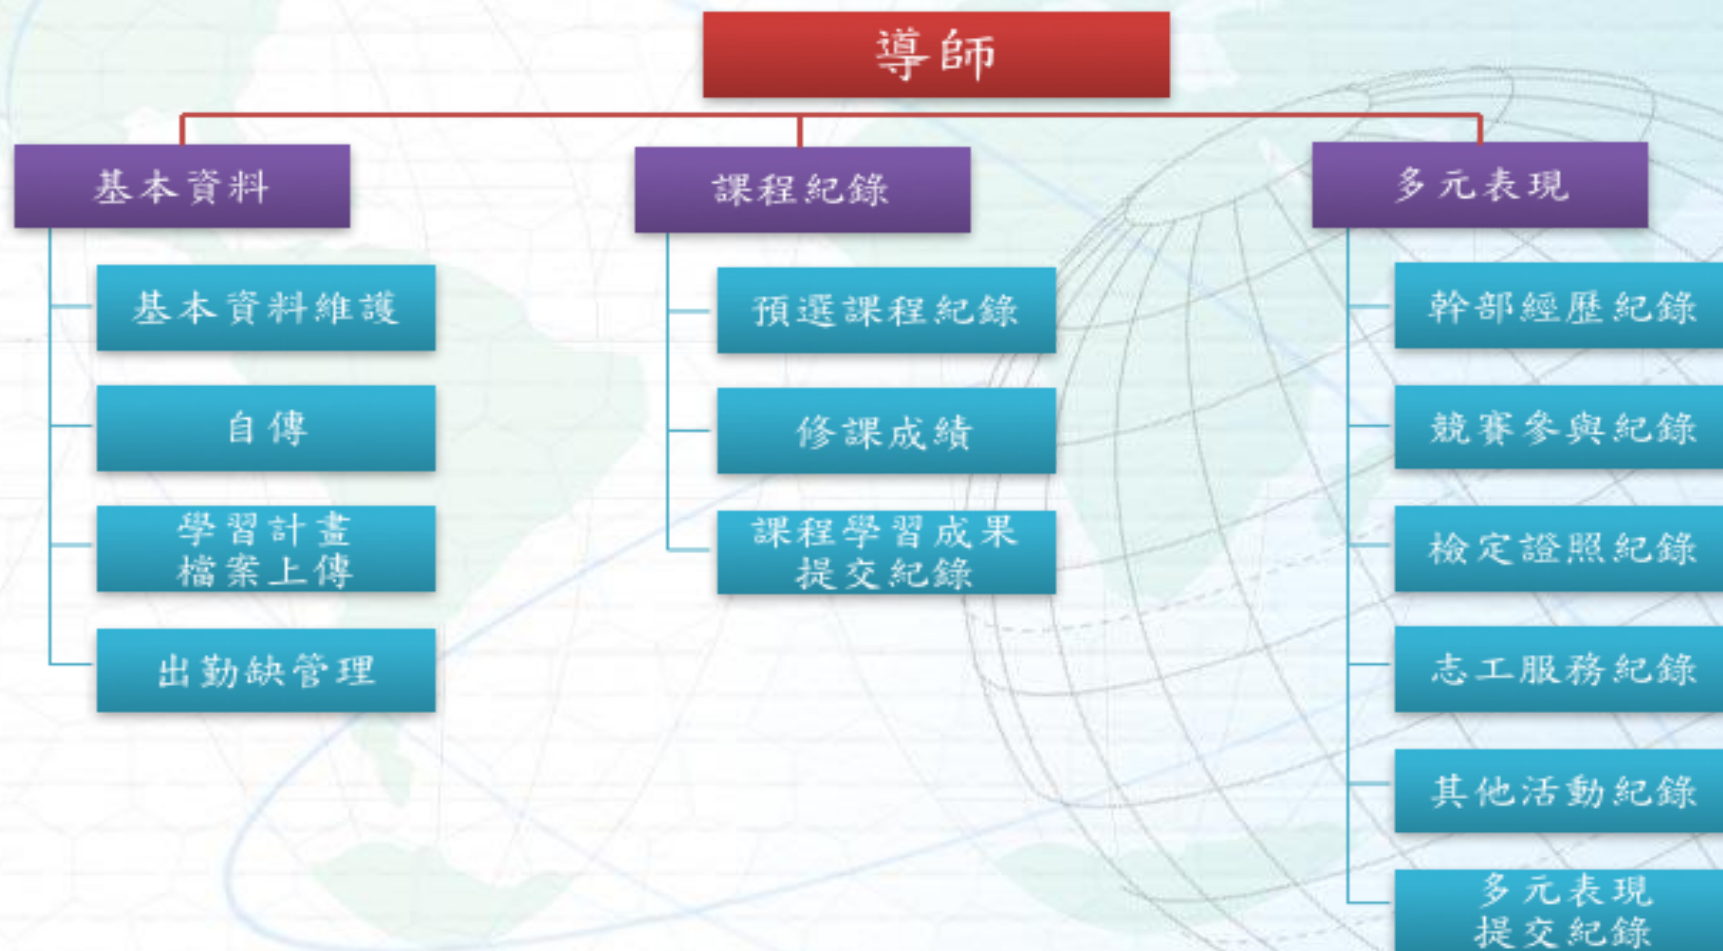 導師
基本資料
課程紀錄
多元表現
基本資料維護
自傳
學習計畫
檔案上傳
出勤缺管理
預選課程紀錄
修課成績
課程學習成果
提交紀錄
幹部經歷紀錄
競賽參與紀錄
檢定證照紀錄
志工服務紀錄
其他活動紀錄
多元表現
提交紀錄